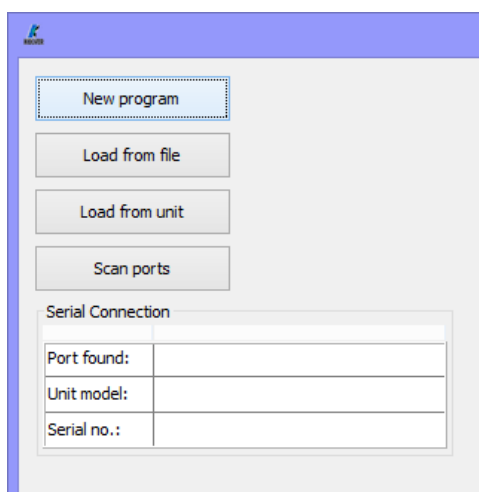 New program
Load from file
Load from unit
Scan ports
Serial Connection
Port found:
Unit model:
Serial no.: